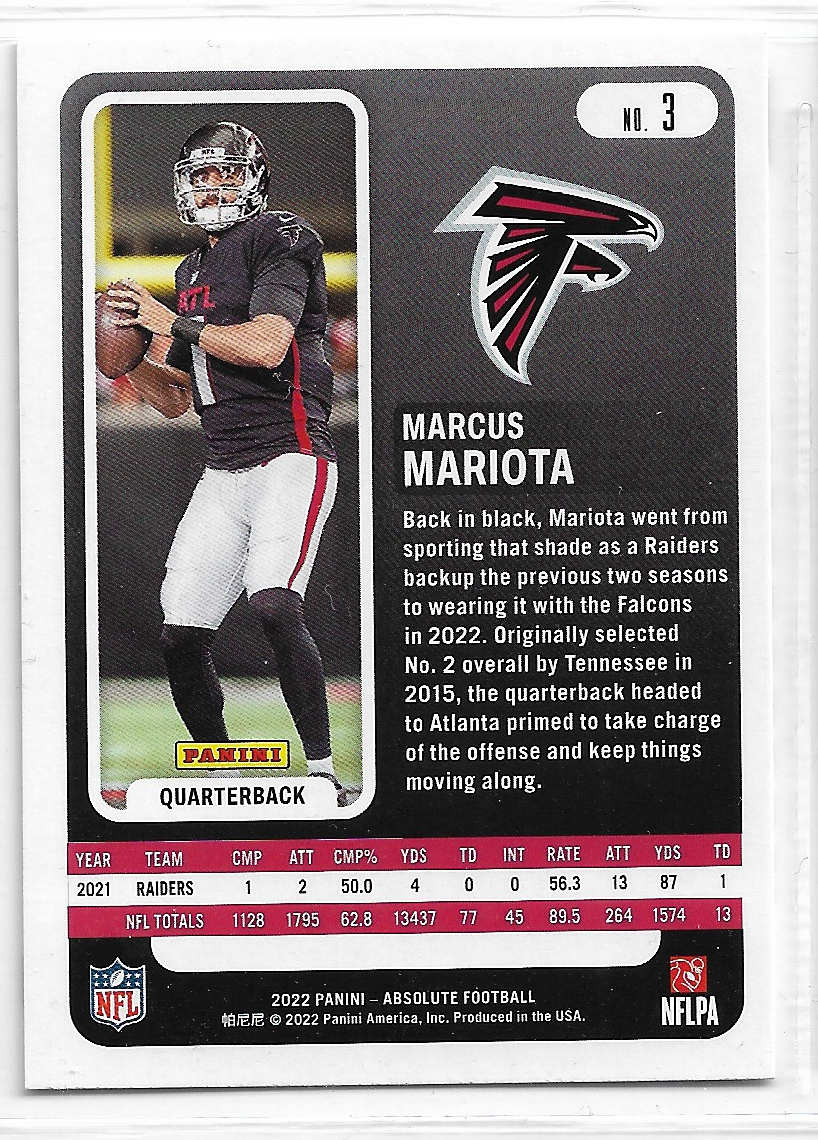 NO. 3
NFL
ATL
1
MARCUS
MARIOTA
Back in black, Mariota went from
sporting that shade as a Raiders
backup the previous two seasons
to wearing it with the Falcons
in 2022. Originally selected
No. 2 overall by Tennessee in
2015, the quarterback headed
to Atlanta primed to take charge
of the offense and keep things
moving along.
PANINI
QUARTERBACK
YEAR TEAM CMP ATT CMP% YDS TD INT RATE ATT YDS TD
2021 RAIDERS 1 2 50.0 4 0 0 56.3 13 87 1
NFL TOTALS 1128 1795 62.8 13437 77 45 89.5 264 1574 13
NFL
2022 PANINI – ABSOLUTE FOOTBALL
帕尼尼 © 2022 Panini America, Inc. Produced in the USA.
NFLPA